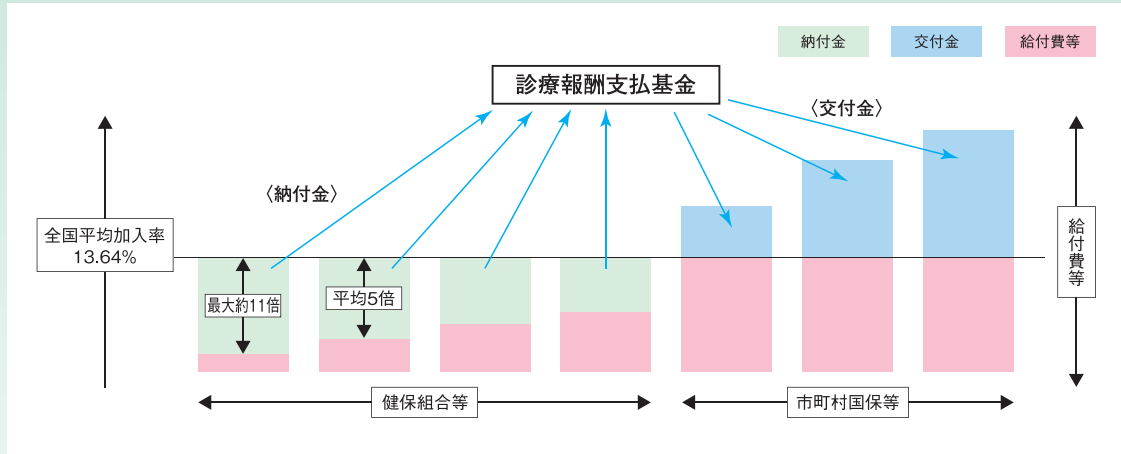 納付金
交付金
給付費等
診療報酬支払基金
〈交付金〉
〈納付金〉
全国平均加入率
13.64%
最大約11倍
平均5倍
給付費等
健保組合等
市町村国保等